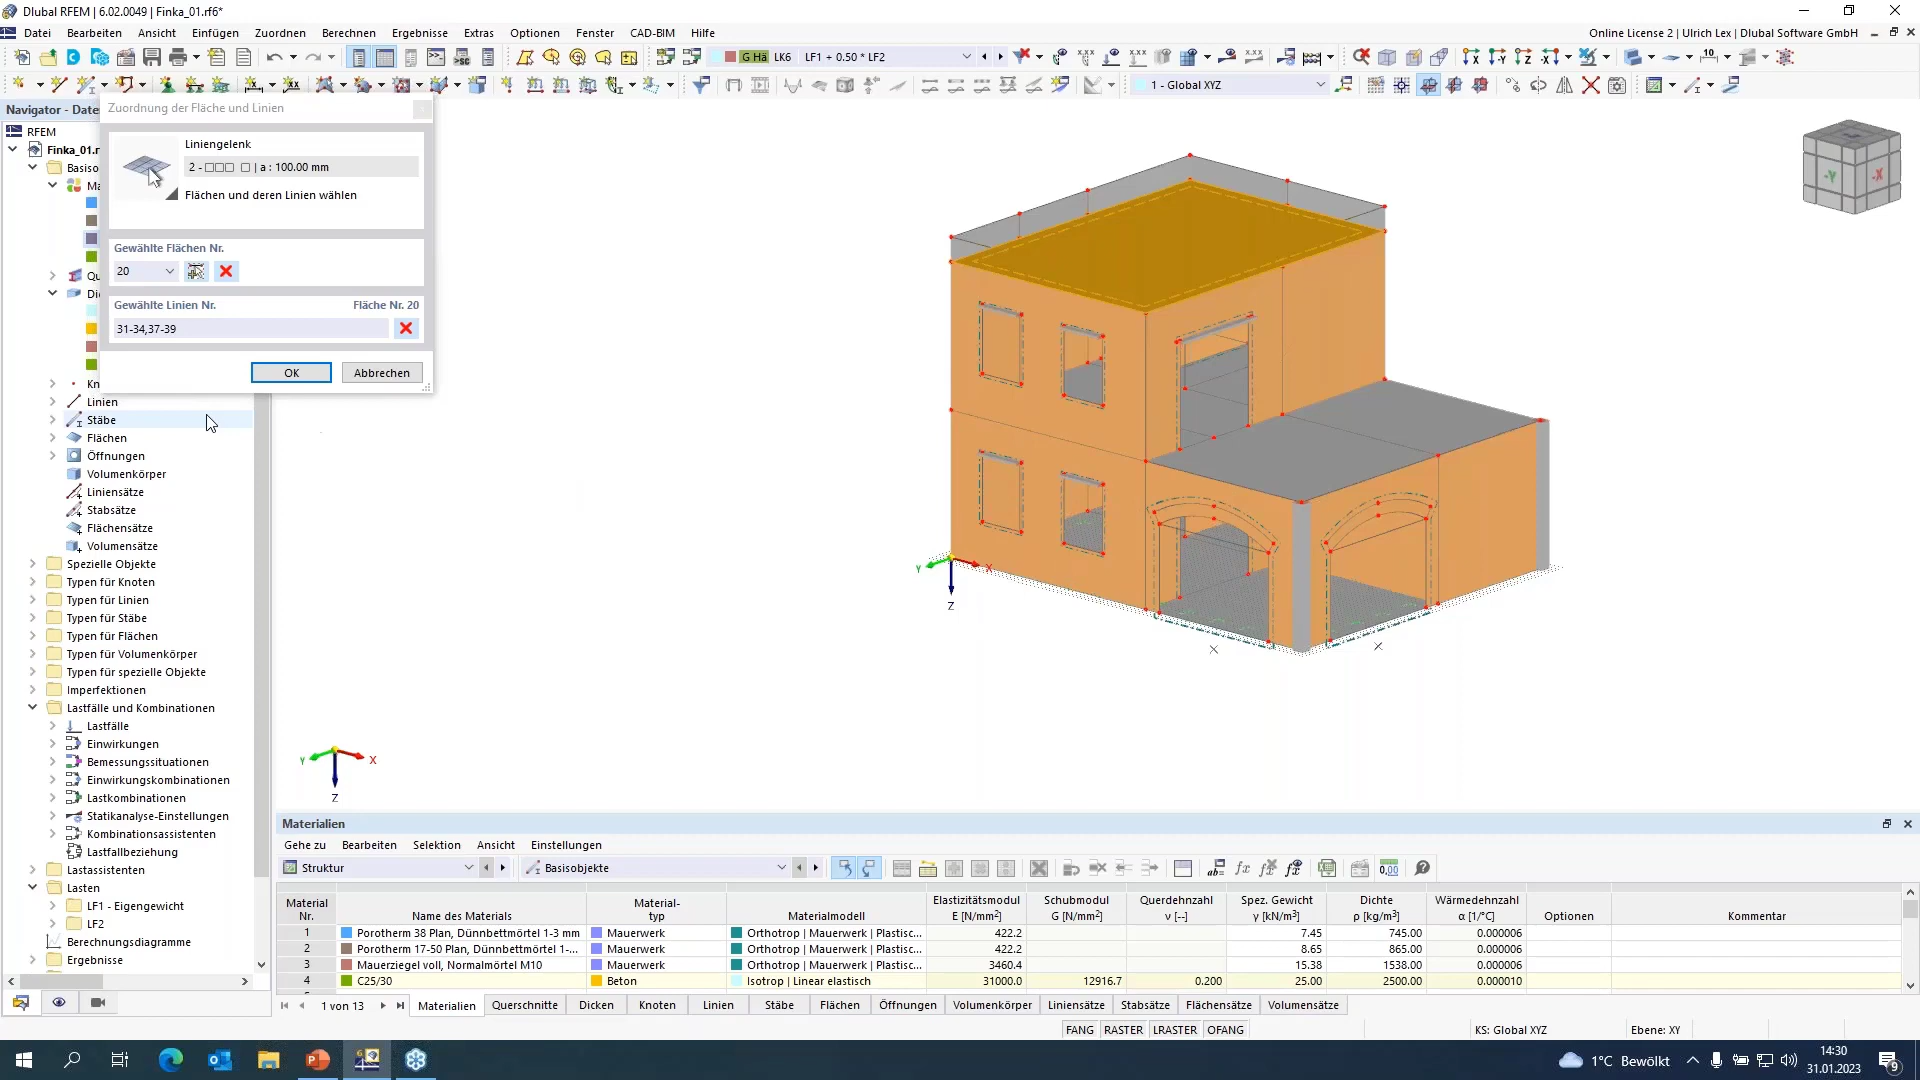 Dlubal RFEM | 6.02.0049 | Finka_01.rf6*
Datei Bearbeiten Ansicht Einfügen Zuordnen Berechnen Ergebnisse Extras Optionen Fenster CAD-BIM Hilfe
Online License 2 | Ulrich Lex | Dlubal Software GmbH
G Hä LK6 LF1 + 0.50 * LF2
1 - Global XYZ
Navigator - Date
Zuordnung der Fläche und Linien
Liniengelenk
2 - | a : 100.00 mm
Flächen und deren Linien wählen
Gewählte Flächen Nr.
20
Gewählte Linien Nr. Fläche Nr. 20
31-34,37-39
OK Abbrechen
RFEM
Finka_01.r
Basiso
Ma
Qu
Di
Kn
Linien
Stäbe
Flächen
Öffnungen
Volumenkörper
Liniensätze
Stabsätze
Flächensätze
Volumensätze
Spezielle Objekte
Typen für Knoten
Typen für Linien
Typen für Stäbe
Typen für Flächen
Typen für Volumenkörper
Typen für spezielle Objekte
Imperfektionen
Lastfälle und Kombinationen
Lastfälle
Einwirkungen
Bemessungssituationen
Einwirkungskombinationen
Lastkombinationen
Statikanalyse-Einstellungen
Kombinationsassistenten
Lastfallbeziehung
Lastassistenten
Lasten
LF1 - Eigengewicht
LF2
Berechnungsdiagramme
Ergebnisse
-Y -X
Y X Z
Y X Z
Materialien
Gehe zu Bearbeiten Selektion Ansicht Einstellungen
Struktur Basisobjekte
Material Nr. Name des Materials Material-typ Materialmodell Elastizitätsmodul E [N/mm²] Schubmodul G [N/mm²] Querdehnzahl ν [--] Spez. Gewicht γ [kN/m³] Dichte ρ [kg/m³] Wärmedehnzahl α [1/°C] Optionen Kommentar
1 Porotherm 38 Plan, Dünnbettmörtel 1-3 mm Mauerwerk Orthotrop | Mauerwerk | Plastisc... 422.2 7.45 745.00 0.000006
2 Porotherm 17-50 Plan, Dünnbettmörtel 1-... Mauerwerk Orthotrop | Mauerwerk | Plastisc... 422.2 8.65 865.00 0.000006
3 Mauerziegel voll, Normalmörtel M10 Mauerwerk Orthotrop | Mauerwerk | Plastisc... 3460.4 15.38 1538.00 0.000006
4 C25/30 Beton Isotrop | Linear elastisch 31000.0 12916.7 0.200 25.00 2500.00 0.000010
1 von 13 Materialien Querschnitte Dicken Knoten Linien Stäbe Flächen Öffnungen Volumenkörper Liniensätze Stabsätze Flächensätze Volumensätze
FANG RASTER LRASTER OFANG KS: Global XYZ Ebene: XY
1°C Bewölkt
14:30
31.01.2023
9